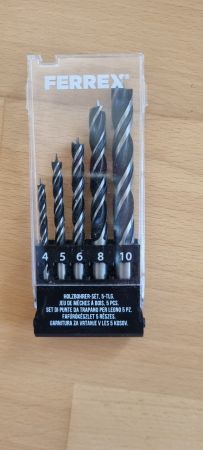 FERREX®
4 5 6 8 10
HOLZBOHRER-SET, 5-TLG.
JEU DE MÈCHES À BOIS, 5 PCS.
SET DI PUNTE DA TRAPANO PER LEGNO 5 PZ.
FAFÚRÓKÉSZLET 5 RÉSZES.
GARNITURA ZA VRTANJE V LES 5 KOSOV.